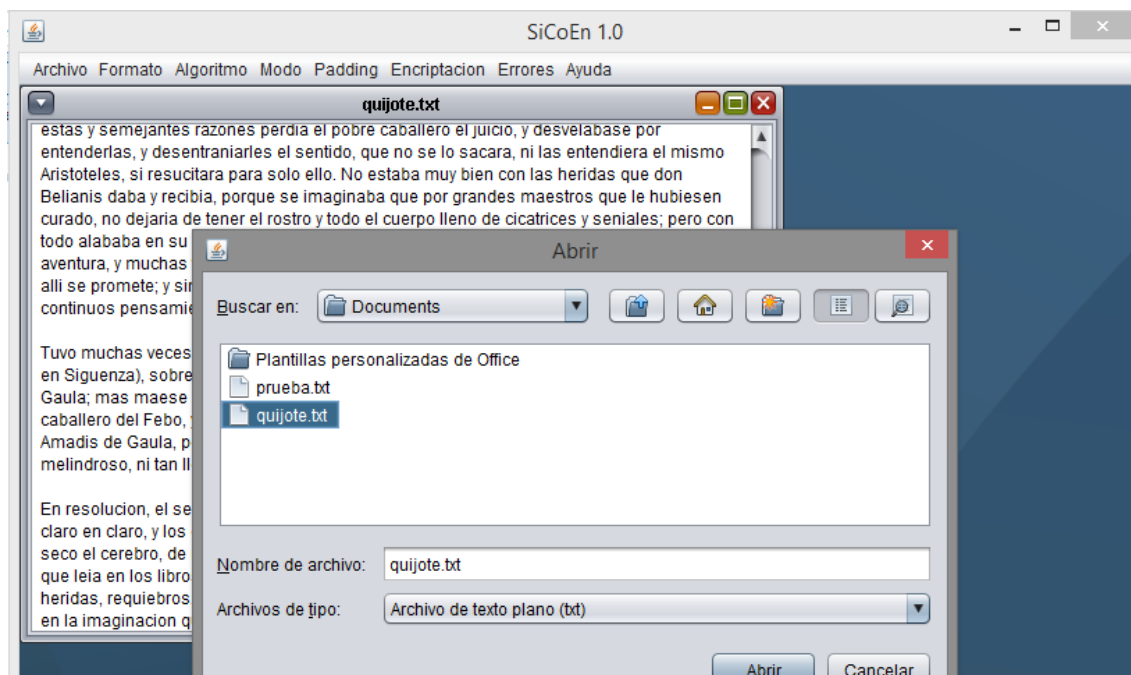 SiCoEn 1.0
Archivo Formato Algoritmo Modo Padding Encriptacion Errores Ayuda
quijote.txt
estas y semejantes razones perdia el pobre caballero el juicio, y desvelabase por
entenderlas, y desentraniarles el sentido, que no se lo sacara, ni las entendiera el mismo
Aristoteles, si resucitara para solo ello. No estaba muy bien con las heridas que don
Belianis daba y recibia, porque se imaginaba que por grandes maestros que le hubiesen
curado, no dejaria de tener el rostro y todo el cuerpo lleno de cicatrices y seniales; pero con
todo alababa en su
aventura, y muchas
alli se promete; y sin
continuos pensamie
Tuvo muchas veces
en Siguenza), sobre
Gaula; mas maese
caballero del Febo,
Amadis de Gaula, p
melindroso, ni tan ll
En resolucion, el se
claro en claro, y los
seco el cerebro, de
que leia en los libro
heridas, requiebros
en la imaginacion q
Abrir
Buscar en: Documents
Plantillas personalizadas de Office
prueba.txt
quijote.txt
Nombre de archivo: quijote.txt
Archivos de tipo: Archivo de texto plano (txt)
Abrir Cancelar